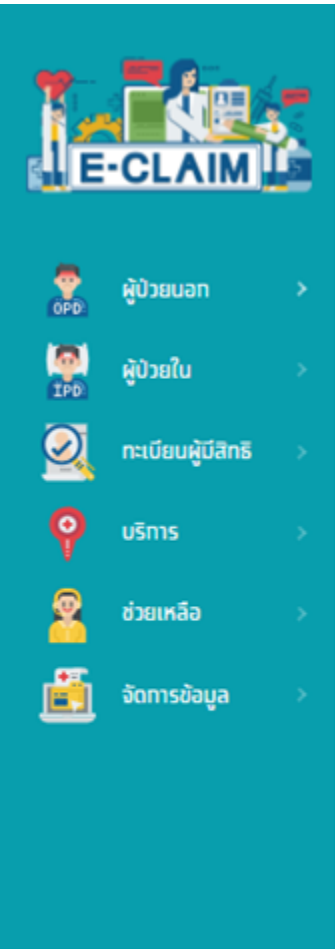 E-CLAIM
OPD
ผู้ป่วยนอก
IPD
ผู้ป่วยใน
ทะเบียนผู้มีสิทธิ
บริการ
ช่วยเหลือ
จัดการข้อมูล